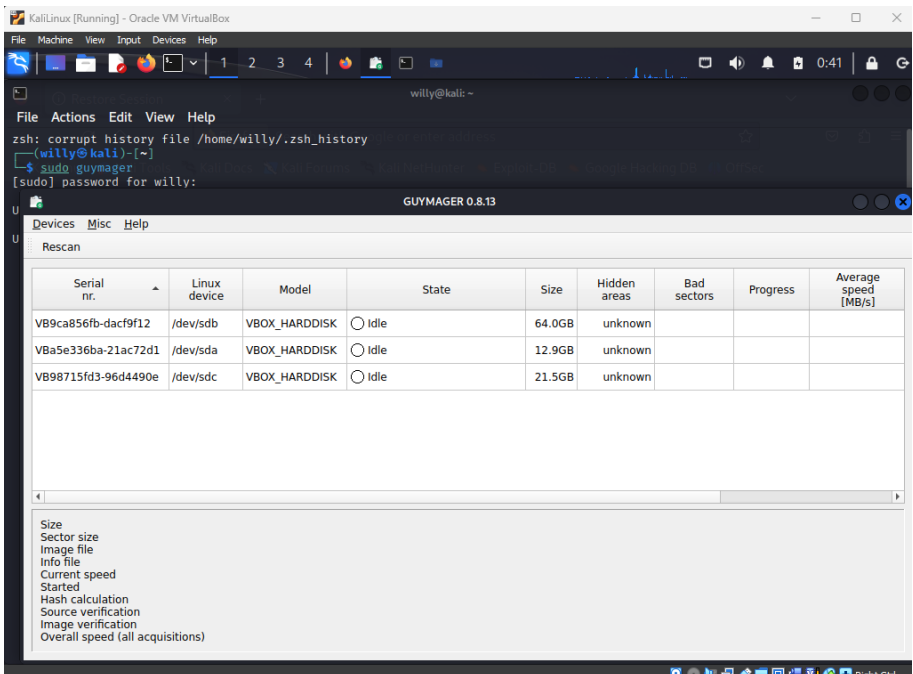 KaliLinux [Running] - Oracle VM VirtualBox
File Machine View Input Devices Help
1 2 3 4 0:41
willy@kali: ~
File Actions Edit View Help
zsh: corrupt history file /home/willy/.zsh_history
(willy㉿kali)-[~]
$ sudo guymager
[sudo] password for willy:
GUYMAGER 0.8.13
U
Devices Misc Help
U
Rescan
Serial nr. Linux device Model State Size Hidden areas Bad sectors Progress Average speed [MB/s]
VB9ca856fb-dacf9f12 /dev/sdb VBOX_HARDDISK Idle 64.0GB unknown
VBa5e336ba-21ac72d1 /dev/sda VBOX_HARDDISK Idle 12.9GB unknown
VB98715fd3-96d4490e /dev/sdc VBOX_HARDDISK Idle 21.5GB unknown
Size
Sector size
Image file
Info file
Current speed
Started
Hash calculation
Source verification
Image verification
Overall speed (all acquisitions)